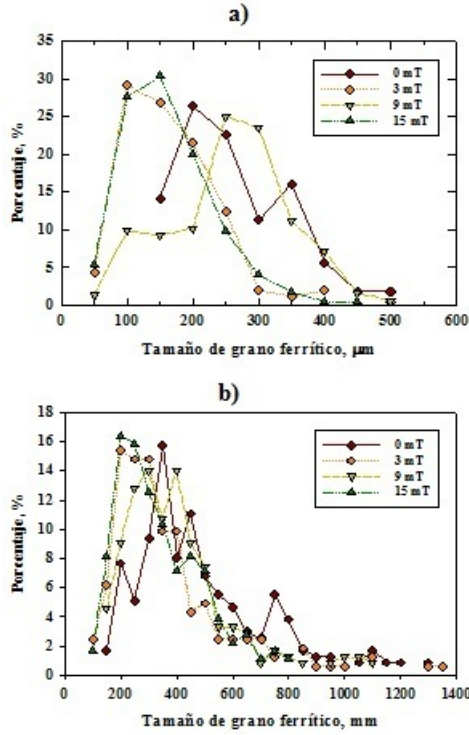 a)
35
30
25
20
15
10
5
0
Porcentaje, %
0 mT
3 mT
9 mT
15 mT
0 100 200 300 400 500 600
Tamaño de grano ferrítico, µm
b)
18
16
14
12
10
8
6
4
2
0
Porcentaje, %
0 mT
3 mT
9 mT
15 mT
0 200 400 600 800 1000 1200 1400
Tamaño de grano ferrítico, mm